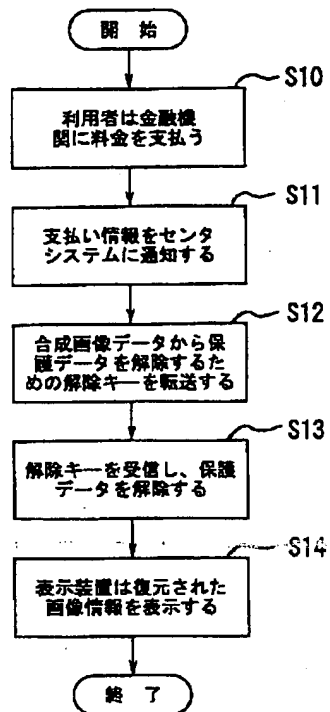 開 始
S10
利用者は金融機
関に料金を支払う
S11
支払い情報をセンタ
システムに通知する
S12
合成画像データから保
護データを解除するた
めの解除キーを転送する
S13
解除キーを受信し、保護
データを解除する
S14
表示装置は復元された
画像情報を表示する
終 了